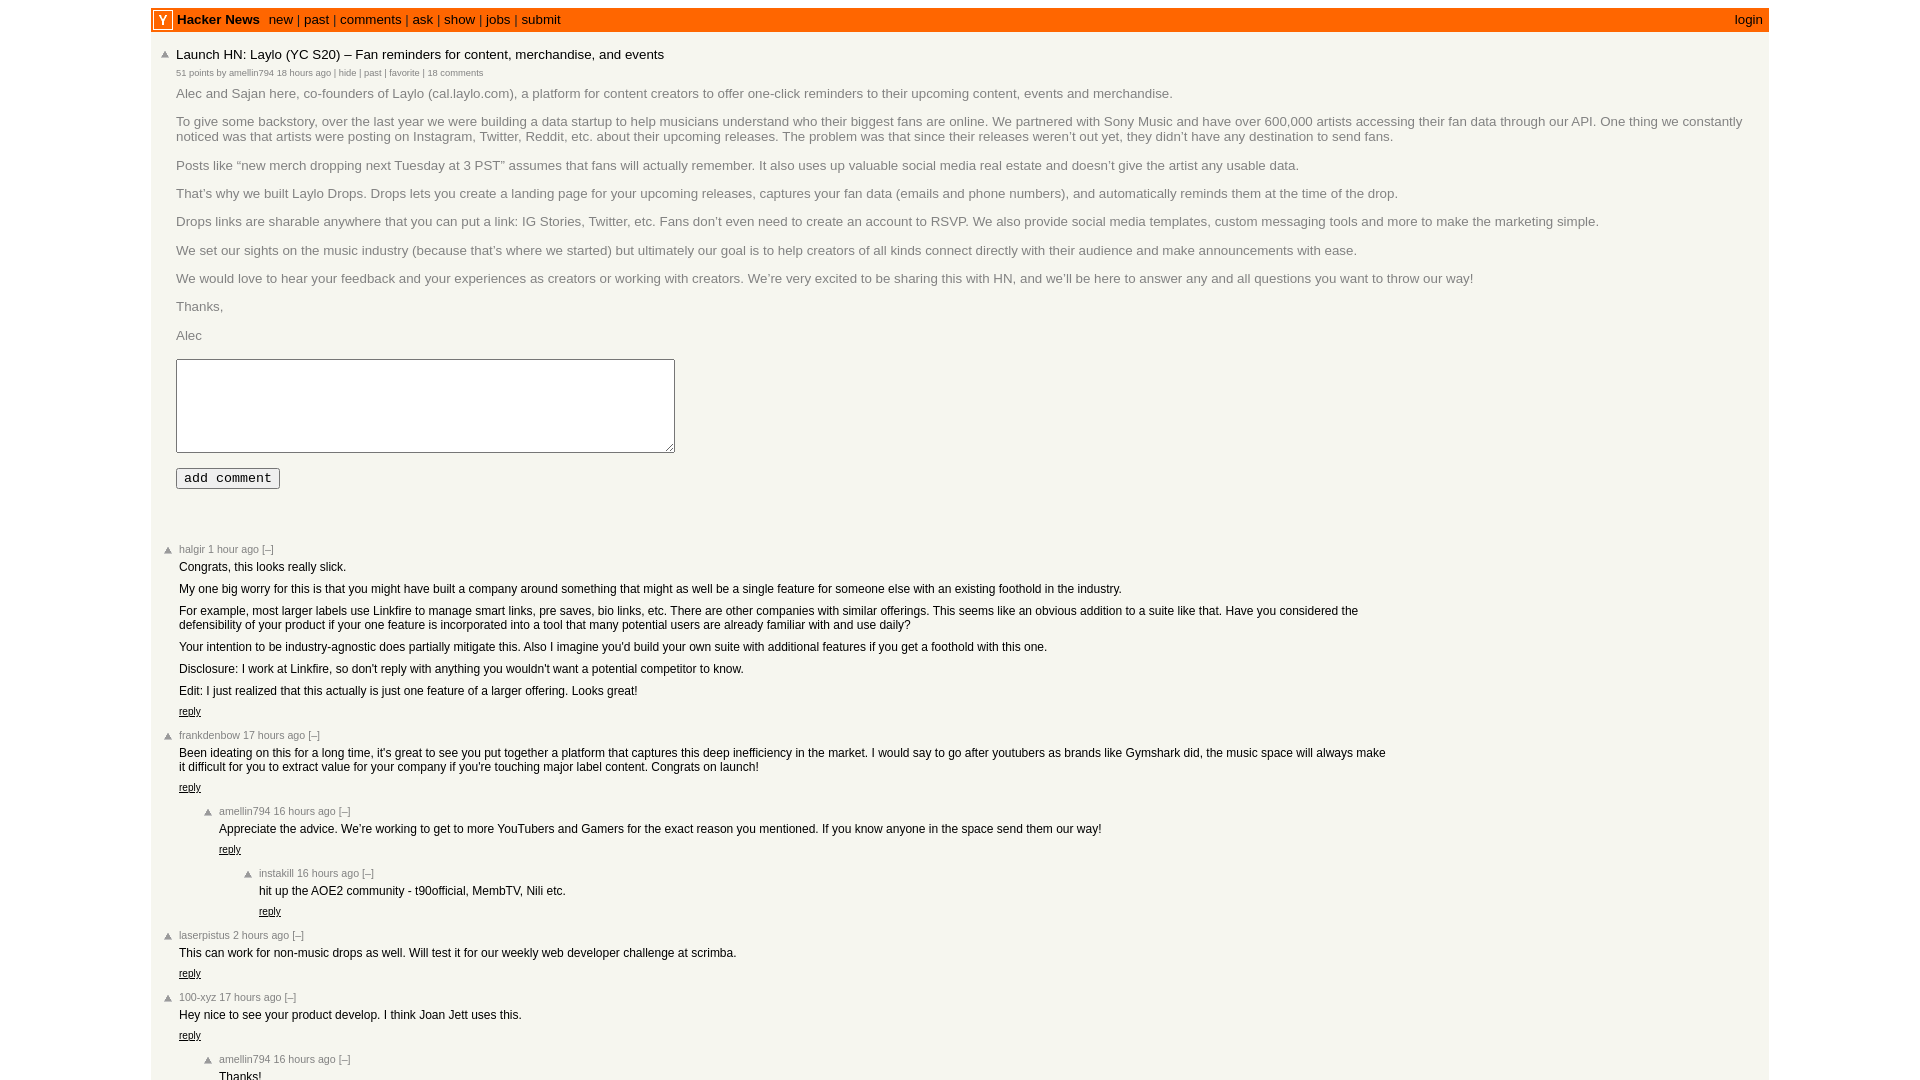 Y Hacker News new | past | comments | ask | show | jobs | submit login
Launch HN: Laylo (YC S20) – Fan reminders for content, merchandise, and events
51 points by amellin794 18 hours ago | hide | past | favorite | 18 comments
Alec and Sajan here, co-founders of Laylo (cal.laylo.com), a platform for content creators to offer one-click reminders to their upcoming content, events and merchandise.
To give some backstory, over the last year we were building a data startup to help musicians understand who their biggest fans are online. We partnered with Sony Music and have over 600,000 artists accessing their fan data through our API. One thing we constantly
noticed was that artists were posting on Instagram, Twitter, Reddit, etc. about their upcoming releases. The problem was that since their releases weren’t out yet, they didn’t have any destination to send fans.
Posts like “new merch dropping next Tuesday at 3 PST” assumes that fans will actually remember. It also uses up valuable social media real estate and doesn’t give the artist any usable data.
That’s why we built Laylo Drops. Drops lets you create a landing page for your upcoming releases, captures your fan data (emails and phone numbers), and automatically reminds them at the time of the drop.
Drops links are sharable anywhere that you can put a link: IG Stories, Twitter, etc. Fans don’t even need to create an account to RSVP. We also provide social media templates, custom messaging tools and more to make the marketing simple.
We set our sights on the music industry (because that’s where we started) but ultimately our goal is to help creators of all kinds connect directly with their audience and make announcements with ease.
We would love to hear your feedback and your experiences as creators or working with creators. We’re very excited to be sharing this with HN, and we’ll be here to answer any and all questions you want to throw our way!
Thanks,
Alec
add comment
halgir 1 hour ago [–]
Congrats, this looks really slick.
My one big worry for this is that you might have built a company around something that might as well be a single feature for someone else with an existing foothold in the industry.
For example, most larger labels use Linkfire to manage smart links, pre saves, bio links, etc. There are other companies with similar offerings. This seems like an obvious addition to a suite like that. Have you considered the
defensibility of your product if your one feature is incorporated into a tool that many potential users are already familiar with and use daily?
Your intention to be industry-agnostic does partially mitigate this. Also I imagine you'd build your own suite with additional features if you get a foothold with this one.
Disclosure: I work at Linkfire, so don't reply with anything you wouldn't want a potential competitor to know.
Edit: I just realized that this actually is just one feature of a larger offering. Looks great!
reply
frankdenbow 17 hours ago [–]
Been ideating on this for a long time, it's great to see you put together a platform that captures this deep inefficiency in the market. I would say to go after youtubers as brands like Gymshark did, the music space will always make
it difficult for you to extract value for your company if you're touching major label content. Congrats on launch!
reply
amellin794 16 hours ago [–]
Appreciate the advice. We’re working to get to more YouTubers and Gamers for the exact reason you mentioned. If you know anyone in the space send them our way!
reply
instakill 16 hours ago [–]
hit up the AOE2 community - t90official, MembTV, Nili etc.
reply
laserpistus 2 hours ago [–]
This can work for non-music drops as well. Will test it for our weekly web developer challenge at scrimba.
reply
100-xyz 17 hours ago [–]
Hey nice to see your product develop. I think Joan Jett uses this.
reply
amellin794 16 hours ago [–]
Thanks!